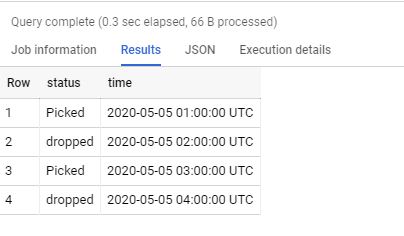 Query complete (0.3 sec elapsed, 66 B processed)
Job information Results JSON Execution details
Row status time
1 Picked 2020-05-05 01:00:00 UTC
2 dropped 2020-05-05 02:00:00 UTC
3 Picked 2020-05-05 03:00:00 UTC
4 dropped 2020-05-05 04:00:00 UTC